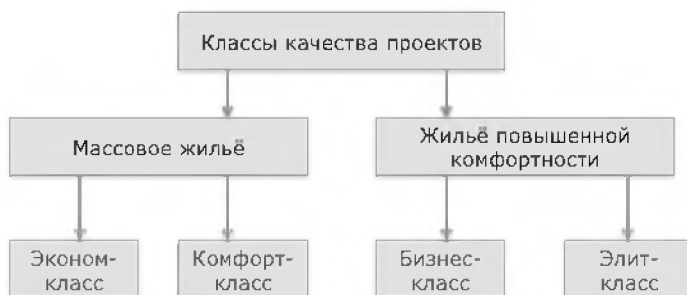 Классы качества проектов
Массовое жильё
Жильё повышенной
комфортности
Эконом-
класс
Комфорт-
класс
Бизнес-
класс
Элит-
класс